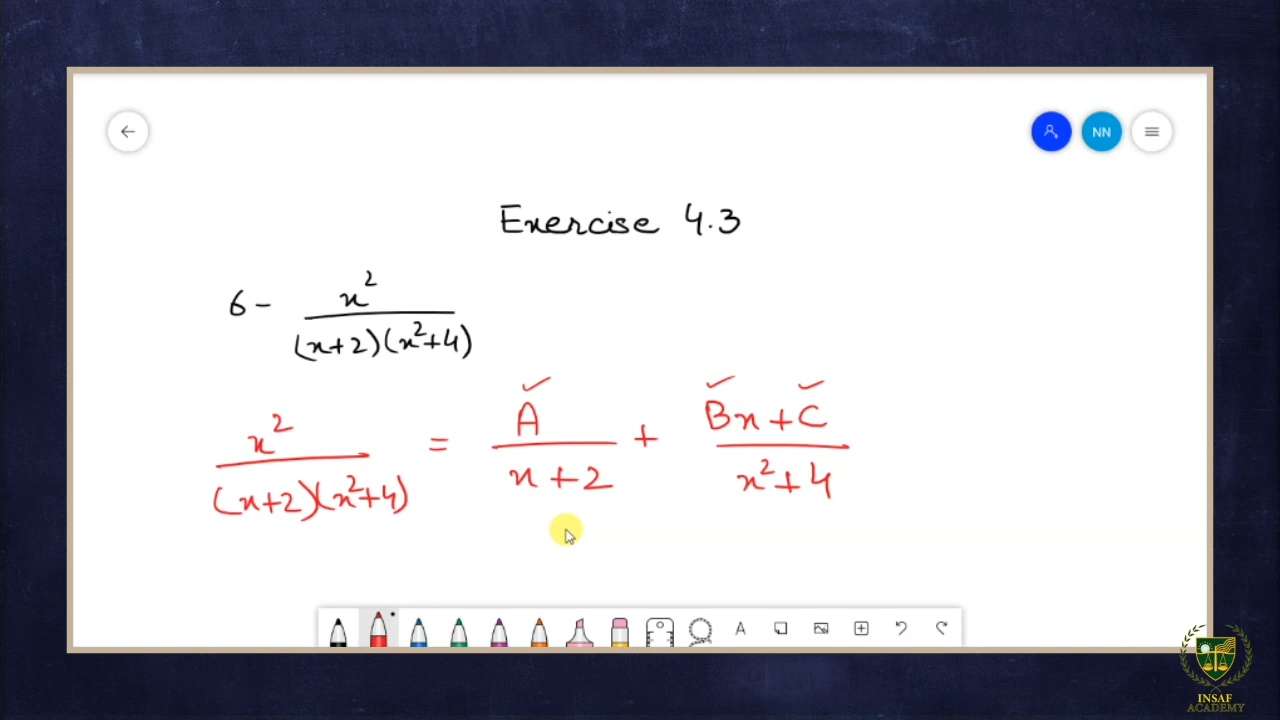 NN
Exercise 4.3
6- x²/(x+2)(x²+4)
x²/(x+2)(x²+4) = A/x+2 + Bx+C/x²+4
A
INSAF
ACADEMY